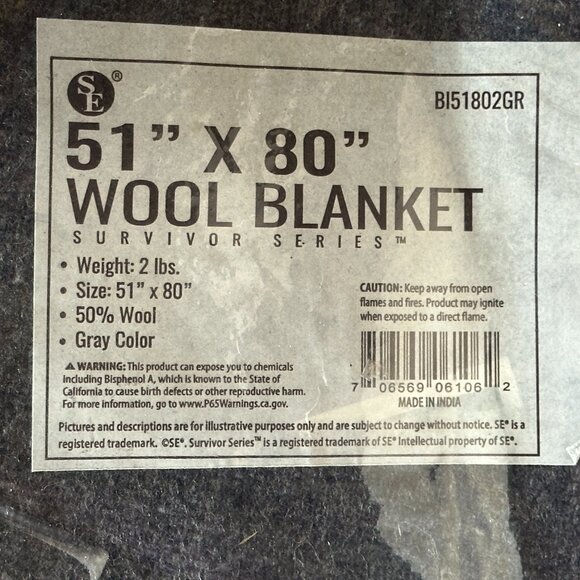 SE®
BI51802GR
51” X 80”
WOOL BLANKET
SURVIVOR SERIES™
• Weight: 2 lbs.
• Size: 51” x 80”
• 50% Wool
• Gray Color
CAUTION: Keep away from open
flames and fires. Product may ignite
when exposed to a direct flame.
⚠ WARNING: This product can expose you to chemicals
including Bisphenol A, which is known to the State of
California to cause birth defects or other reproductive harm.
For more information, go to www.P65Warnings.ca.gov.
7 06569 06106 2
MADE IN INDIA
Pictures and descriptions are for illustrative purposes only and are subject to change without notice. SE® is a
registered trademark. ©SE®. Survivor Series™ is a registered trademark of SE® Intellectual property of SE®.